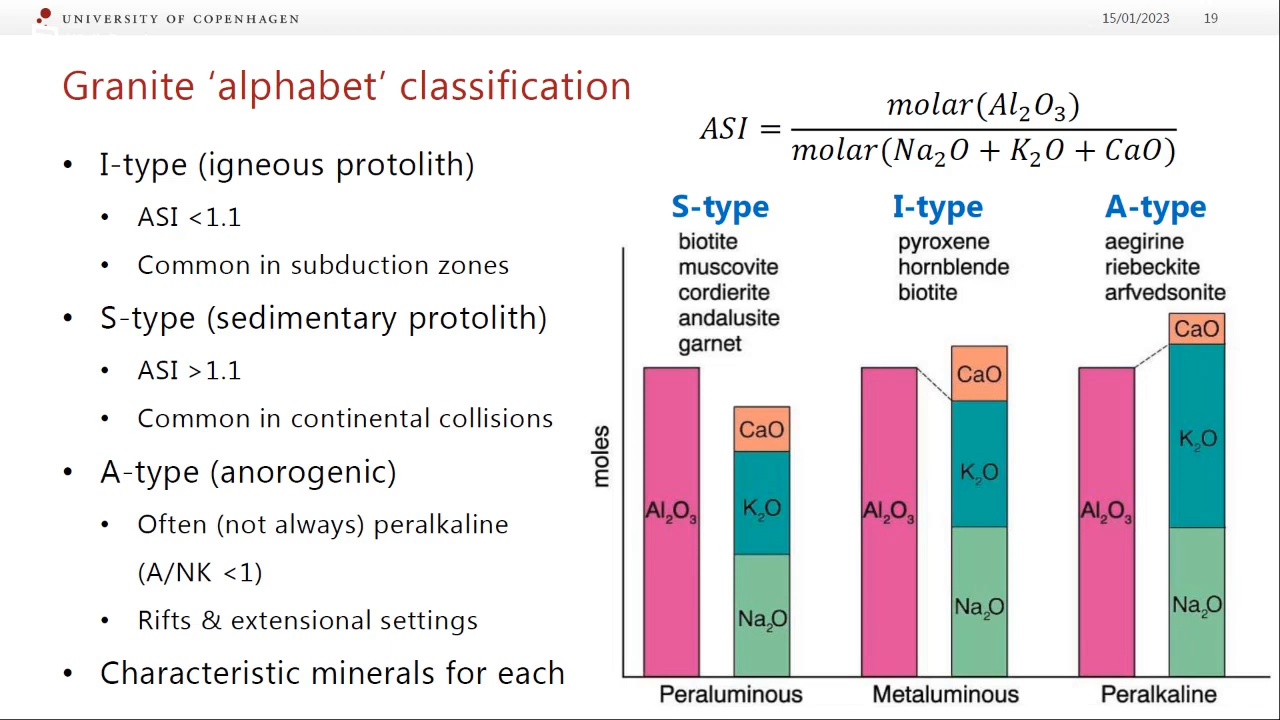 UNIVERSITY OF COPENHAGEN
15/01/2023 19
Granite ‘alphabet’ classification
• I-type (igneous protolith)
• ASI <1.1
• Common in subduction zones
• S-type (sedimentary protolith)
• ASI >1.1
• Common in continental collisions
• A-type (anorogenic)
• Often (not always) peralkaline
(A/NK <1)
• Rifts & extensional settings
• Characteristic minerals for each
ASI = molar(Al₂O₃) / molar(Na₂O + K₂O + CaO)
S-type
biotite
muscovite
cordierite
andalusite
garnet
I-type
pyroxene
hornblende
biotite
A-type
aegirine
riebeckite
arfvedsonite
moles
Al₂O₃
CaO
K₂O
Na₂O
Peraluminous
Al₂O₃
CaO
K₂O
Na₂O
Metaluminous
Al₂O₃
CaO
K₂O
Na₂O
Peralkaline